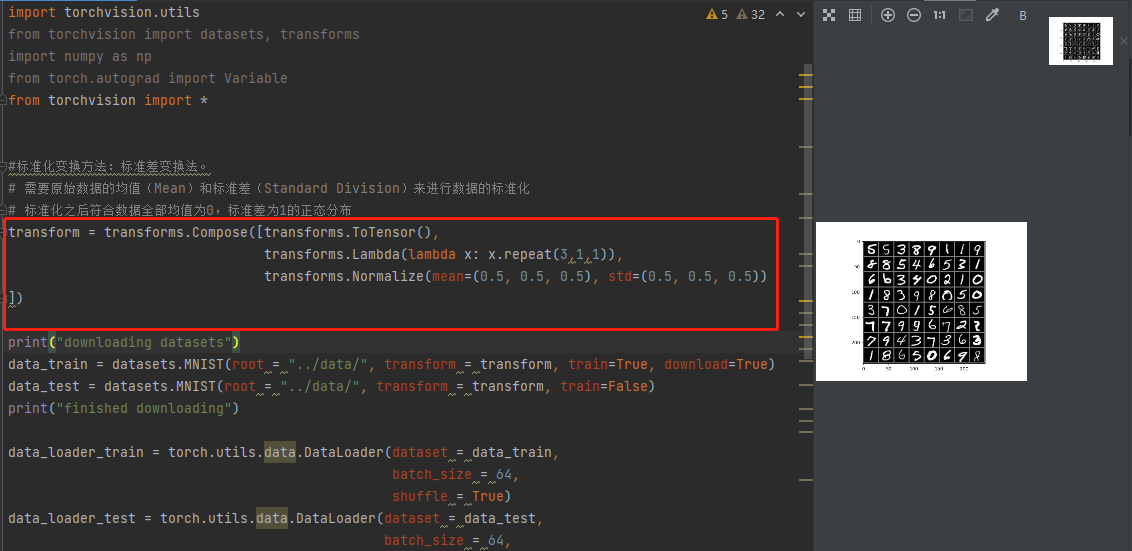 import torchvision.utils
from torchvision import datasets, transforms
import numpy as np
from torch.autograd import Variable
from torchvision import *
#标准化变换方法: 标准差变换法。
# 需要原始数据的均值（Mean）和标准差（Standard Division）来进行数据的标准化
# 标准化之后符合数据全部均值为0，标准差为1的正态分布
transform = transforms.Compose([transforms.ToTensor(),
transforms.Lambda(lambda x: x.repeat(3,1,1)),
transforms.Normalize(mean=(0.5, 0.5, 0.5), std=(0.5, 0.5, 0.5))
])
print("downloading datasets")
data_train = datasets.MNIST(root = "../data/", transform = transform, train=True, download=True)
data_test = datasets.MNIST(root = "../data/", transform = transform, train=False)
print("finished downloading")
data_loader_train = torch.utils.data.DataLoader(dataset = data_train,
batch_size = 64,
shuffle = True)
data_loader_test = torch.utils.data.DataLoader(dataset = data_test,
batch_size = 64,
5 32
1:1 B
0
50
100
150
200
5 5 3 8 9 1 1 9
8 8 5 4 6 5 3 1
6 6 3 4 0 2 1 0
1 8 3 9 8 0 5 0
3 7 0 1 5 6 8 5
7 7 9 9 6 7 2 2
7 9 4 3 7 3 6 3
1 8 6 5 0 6 9 8
0 50 100 150 200